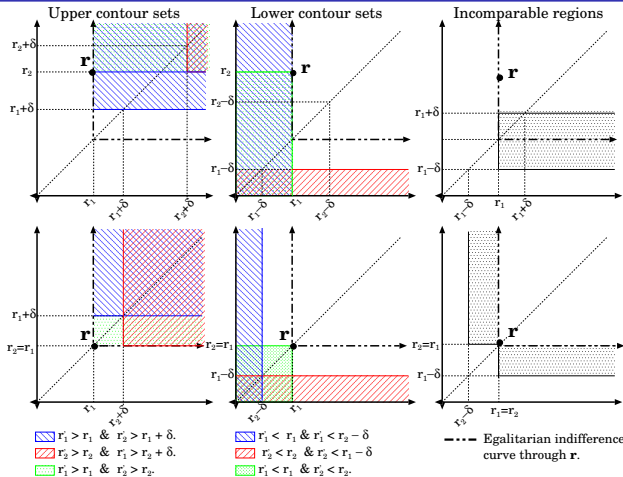 Upper contour sets
Lower contour sets
Incomparable regions
r₂+δ
r
r₂
r₁+δ
r₁
r₁+δ
r₂+δ
r₂
r
r₂−δ
r₁−δ
r₁−δ
r₁
r₂−δ
r
r₁+δ
r₁−δ
r₁−δ
r₁
r₁+δ
r₁+δ
r
r₂=r₁
r₁
r₂+δ
r
r₂=r₁
r₁−δ
r₂−δ
r₁
r
r₂=r₁
r₁−δ
r₂−δ
r₁=r₂
r'₁ > r₁ & r'₂ > r₁ + δ.
r'₂ > r₂ & r'₁ > r₁ + δ.
r'₁ > r₁ & r'₂ > r₂.
r'₁ < r₁ & r'₁ < r₂ − δ
r'₂ < r₂ & r'₂ < r₁ − δ
r'₁ < r₁ & r'₂ < r₂.
Egalitarian indifference
curve through r.